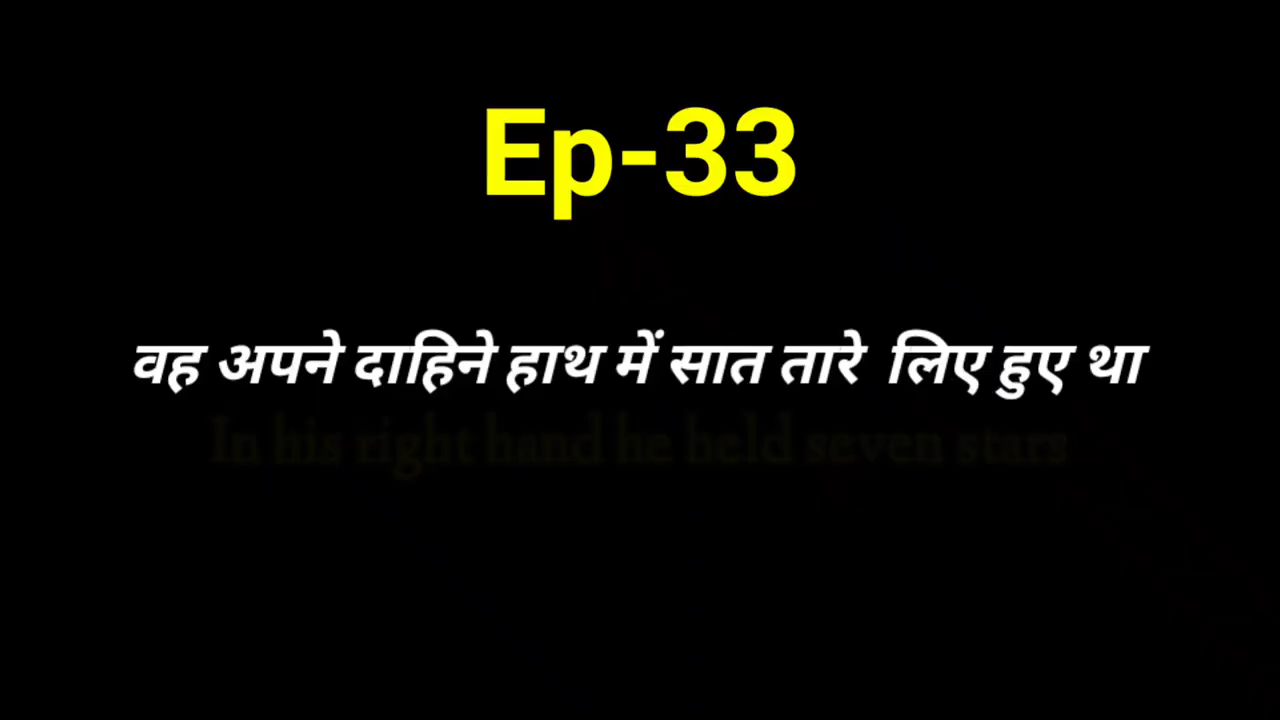 Ep-33
वह अपने दाहिने हाथ में सात तारे लिए हुए था
In his right hand he held seven stars